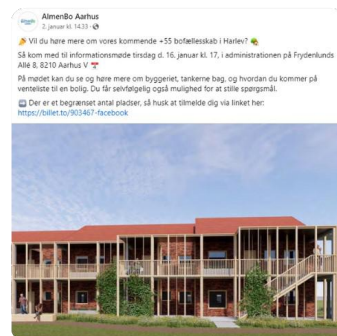 AlmenBo Aarhus
2. januar kl. 14.33 ·
🎉 Vil du høre mere om vores kommende +55 bofællesskab i Harlev? 🏡
Så kom med til informationsmøde tirsdag d. 16. januar kl. 17, i administrationen på Frydenlunds
Allé 8, 8210 Aarhus V
På mødet kan du se og høre mere om byggeriet, tankerne bag, og hvordan du kommer på
venteliste til en bolig. Du får selvfølgelig også mulighed for at stille spørgsmål.
➡️ Der er et begrænset antal pladser, så husk at tilmelde dig via linket her:
https://billet.to/903467-facebook